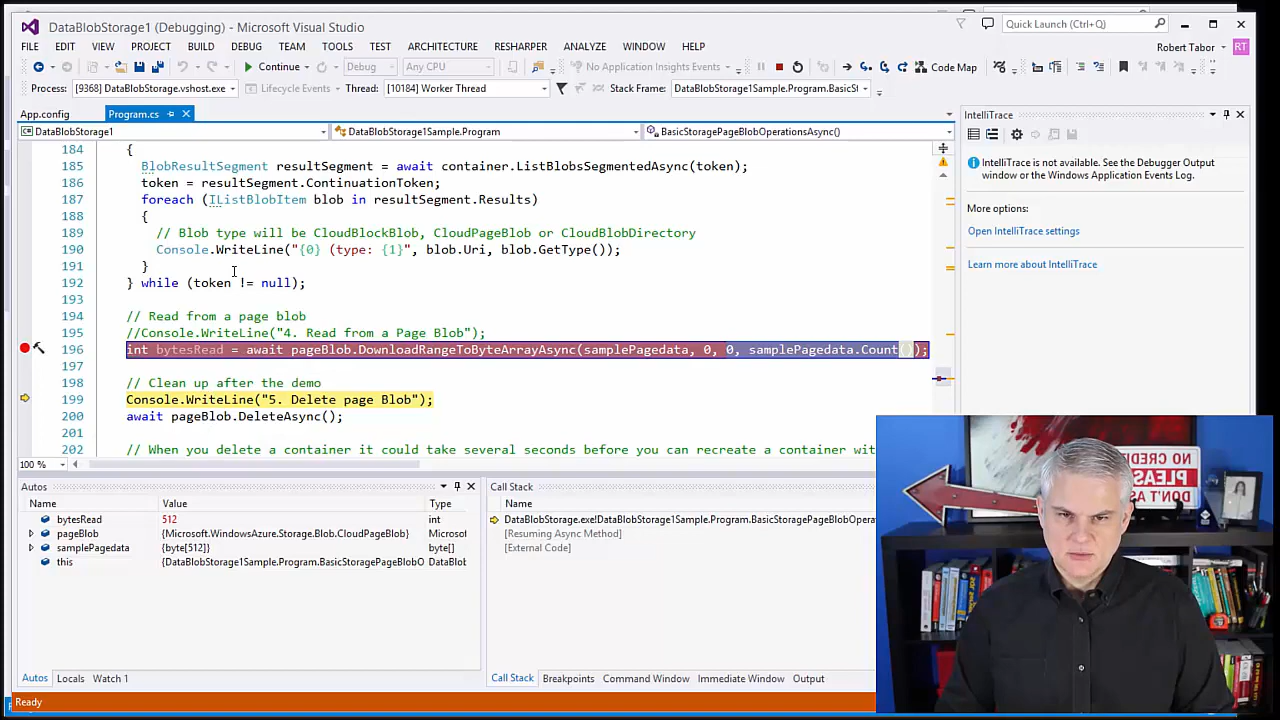 DataBlobStorage1 (Debugging) - Microsoft Visual Studio
Quick Launch (Ctrl+Q)
FILE EDIT VIEW PROJECT BUILD DEBUG TEAM TOOLS TEST ARCHITECTURE RESHARPER ANALYZE WINDOW HELP
Robert Tabor RT
Continue Debug Any CPU No Application Insights Events Code Map
Process: [9368] DataBlobStorage.vshost.exe Lifecycle Events Thread: [10184] Worker Thread Stack Frame: DataBlobStorage1Sample.Program.BasicSt
App.config Program.cs
DataBlobStorage1 DataBlobStorage1Sample.Program BasicStoragePageBlobOperationsAsync()
184 {
185 BlobResultSegment resultSegment = await container.ListBlobsSegmentedAsync(token);
186 token = resultSegment.ContinuationToken;
187 foreach (IListBlobItem blob in resultSegment.Results)
188 {
189 // Blob type will be CloudBlockBlob, CloudPageBlob or CloudBlobDirectory
190 Console.WriteLine("{0} (type: {1}", blob.Uri, blob.GetType());
191 }
192 } while (token != null);
193
194 // Read from a page blob
195 //Console.WriteLine("4. Read from a Page Blob");
196 int bytesRead = await pageBlob.DownloadRangeToByteArrayAsync(samplePagedata, 0, 0, samplePagedata.Count());
197
198 // Clean up after the demo
199 Console.WriteLine("5. Delete page Blob");
200 await pageBlob.DeleteAsync();
201
202 // When you delete a container it could take several seconds before you can recreate a container wit
100 %
IntelliTrace
IntelliTrace is not available. See the Debugger Output
window or the Windows Application Events Log.
More options:
Open IntelliTrace settings
Learn more about IntelliTrace
Autos
Name Value Type
bytesRead 512 int
pageBlob {Microsoft.WindowsAzure.Storage.Blob.CloudPageBlob} Microsof
samplePagedata {byte[512]} byte[]
this {DataBlobStorage1Sample.Program.BasicStoragePageBlobO DataBlob
Autos Locals Watch 1
Call Stack
Name
DataBlobStorage.exe!DataBlobStorage1Sample.Program.BasicStoragePageBlobOpera
[Resuming Async Method]
[External Code]
Call Stack Breakpoints Command Window Immediate Window Output
Ready
NO CRED
PLEAS
DON'T AS